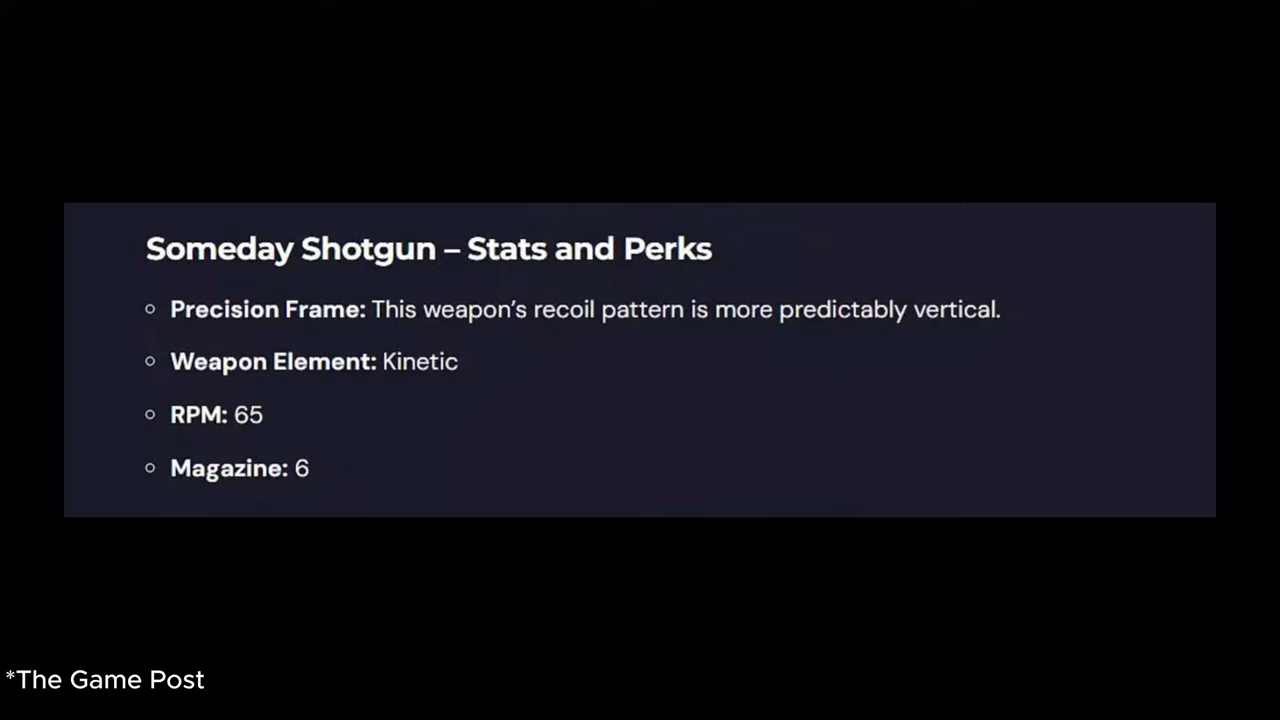 Someday Shotgun – Stats and Perks
Precision Frame: This weapon’s recoil pattern is more predictably vertical.
Weapon Element: Kinetic
RPM: 65
Magazine: 6
*The Game Post